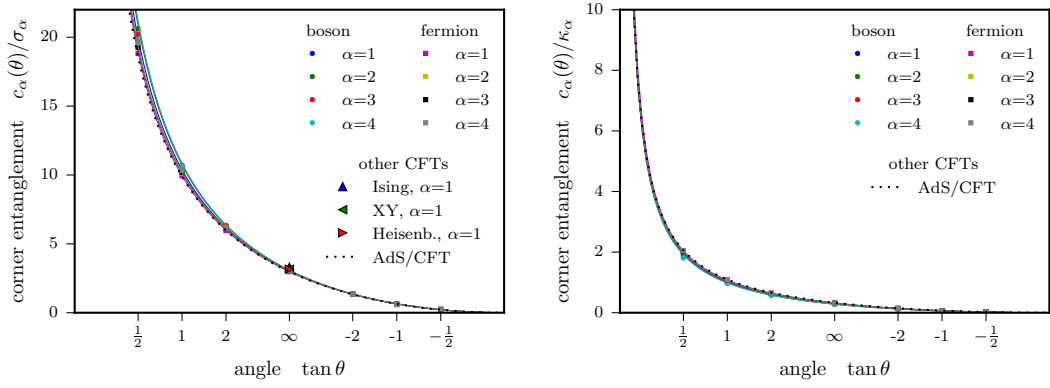 corner entanglement c_α(θ)/σ_α
20
15
10
5
0
boson fermion
α=1 α=1
α=2 α=2
α=3 α=3
α=4 α=4
other CFTs
Ising, α=1
XY, α=1
Heisenb., α=1
AdS/CFT
1/2 1 2 ∞ -2 -1 −1/2
angle tan θ
corner entanglement c_α(θ)/κ_α
10
8
6
4
2
0
boson fermion
α=1 α=1
α=2 α=2
α=3 α=3
α=4 α=4
other CFTs
AdS/CFT
1/2 1 2 ∞ -2 -1 −1/2
angle tan θ